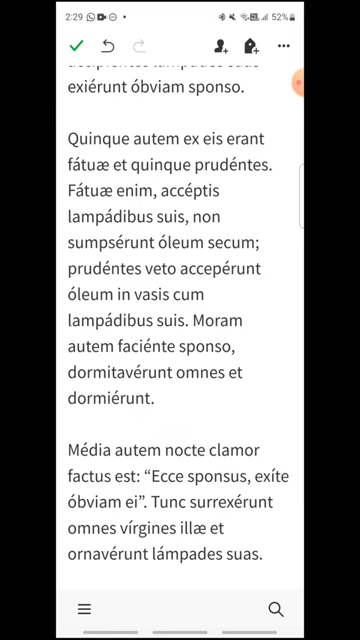 2:29
52%
exiérunt óbviam sponso.
Quinque autem ex eis erant
fátuæ et quinque prudéntes.
Fátuæ enim, accéptis
lampádibus suis, non
sumpsérunt óleum secum;
prudéntes veto accepérunt
óleum in vasis cum
lampádibus suis. Moram
autem faciénte sponso,
dormitavérunt omnes et
dormiérunt.
Média autem nocte clamor
factus est: “Ecce sponsus, exíte
óbviam ei”. Tunc surrexérunt
omnes vírgines illæ et
ornavérunt lámpades suas.